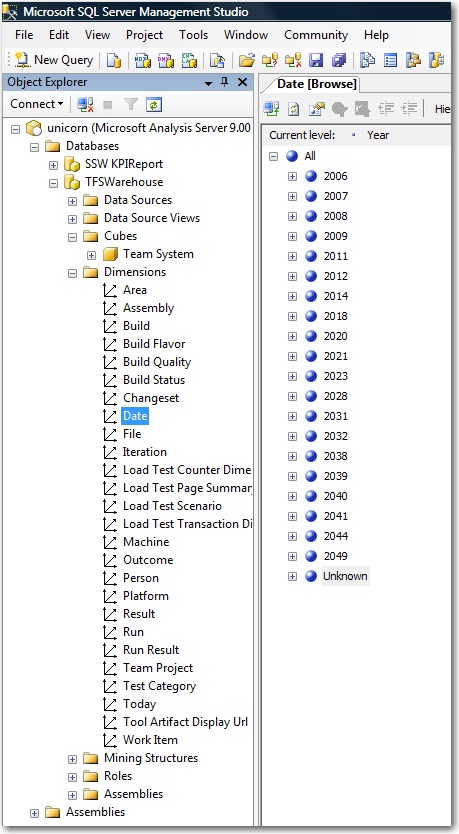 Microsoft SQL Server Management Studio
File Edit View Project Tools Window Community Help
New Query
Object Explorer
Connect
unicorn (Microsoft Analysis Server 9.00
Databases
SSW KPIReport
TFSWarehouse
Data Sources
Data Source Views
Cubes
Team System
Dimensions
Area
Assembly
Build
Build Flavor
Build Quality
Build Status
Changeset
Date
File
Iteration
Load Test Counter Dime
Load Test Page Summar
Load Test Scenario
Load Test Transaction Di
Machine
Outcome
Person
Platform
Result
Run
Run Result
Team Project
Test Category
Today
Tool Artifact Display Url
Work Item
Mining Structures
Roles
Assemblies
Assemblies
Date [Browse]
Hie
Current level: Year
All
2006
2007
2008
2009
2011
2012
2014
2018
2020
2021
2023
2028
2031
2032
2038
2039
2040
2041
2044
2049
Unknown